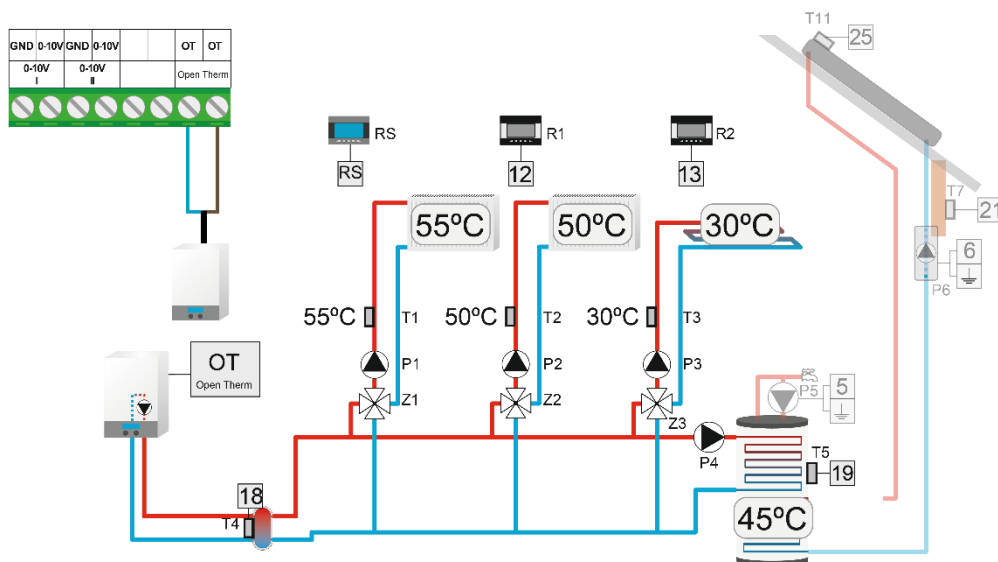 GND 0-10V GND 0-10V OT OT
0-10V 0-10V Open Therm
I II
RS
RS
R1
12
R2
13
T11
25
T7
21
6
P6
55ºC
50ºC
30ºC
55ºC T1
50ºC T2
30ºC T3
P1
P2
P3
Z1
Z2
Z3
OT
Open Therm
P5
5
P4
T5
19
18
T4
45ºC